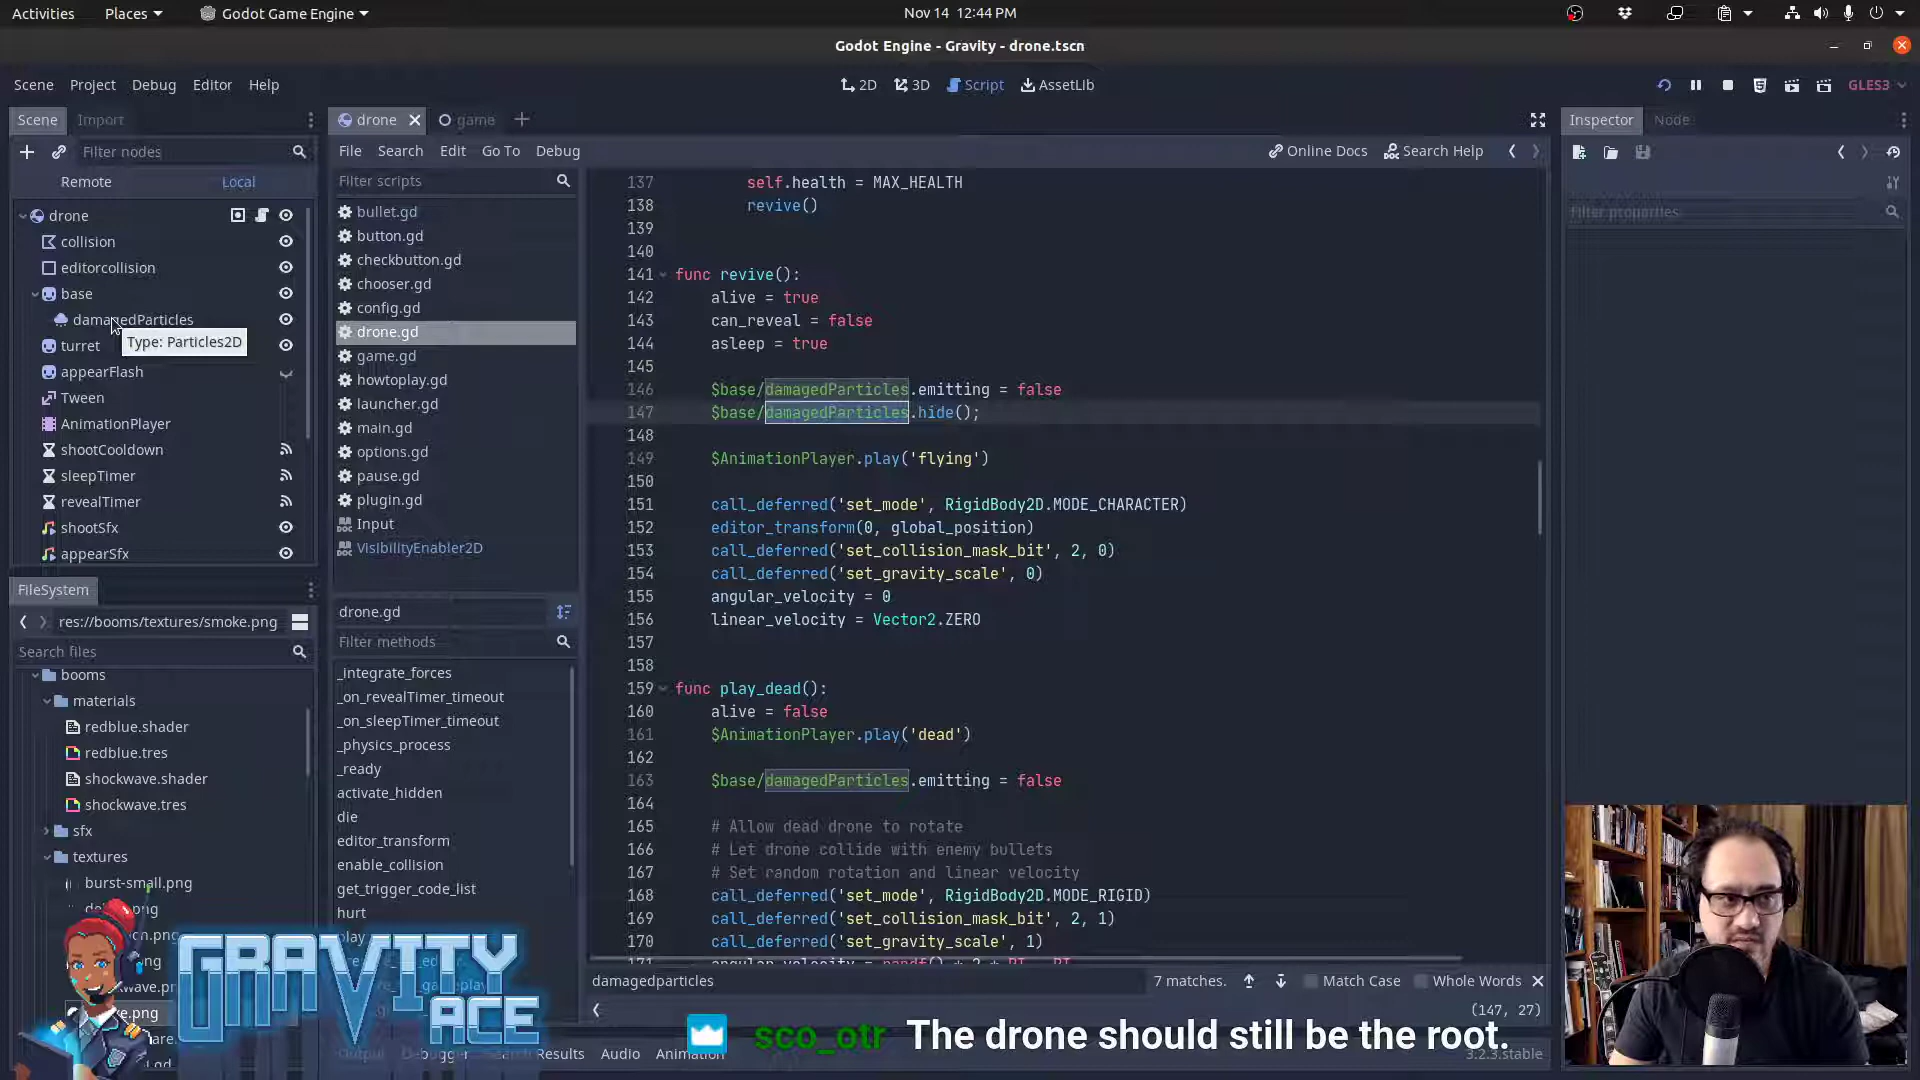 Activities Places Godot Game Engine Nov 14 12:44 PM
Godot Engine - Gravity - drone.tscn
Scene Project Debug Editor Help 2D 3D Script AssetLib GLES3
Scene Import
Filter nodes
Remote Local
drone
collision
editorcollision
base
damagedParticles
Type: Particles2D
turret
appearFlash
Tween
AnimationPlayer
shootCooldown
sleepTimer
revealTimer
shootSfx
appearSfx
FileSystem
res://booms/textures/smoke.png
Search files
booms
materials
redblue.shader
redblue.tres
shockwave.shader
shockwave.tres
sfx
textures
burst-small.png
drone game
File Search Edit Go To Debug Online Docs Search Help
Filter scripts
bullet.gd
button.gd
checkbutton.gd
chooser.gd
config.gd
drone.gd
game.gd
howtoplay.gd
launcher.gd
main.gd
options.gd
pause.gd
plugin.gd
Input
VisibilityEnabler2D
drone.gd
Filter methods
_integrate_forces
_on_revealTimer_timeout
_on_sleepTimer_timeout
_physics_process
_ready
activate_hidden
die
editor_transform
enable_collision
get_trigger_code_list
hurt
137 self.health = MAX_HEALTH
138 revive()
139
140
141 func revive():
142 alive = true
143 can_reveal = false
144 asleep = true
145
146 $base/damagedParticles.emitting = false
147 $base/damagedParticles.hide();
148
149 $AnimationPlayer.play('flying')
150
151 call_deferred('set_mode', RigidBody2D.MODE_CHARACTER)
152 editor_transform(0, global_position)
153 call_deferred('set_collision_mask_bit', 2, 0)
154 call_deferred('set_gravity_scale', 0)
155 angular_velocity = 0
156 linear_velocity = Vector2.ZERO
157
158
159 func play_dead():
160 alive = false
161 $AnimationPlayer.play('dead')
162
163 $base/damagedParticles.emitting = false
164
165 # Allow dead drone to rotate
166 # Let drone collide with enemy bullets
167 # Set random rotation and linear velocity
168 call_deferred('set_mode', RigidBody2D.MODE_RIGID)
169 call_deferred('set_collision_mask_bit', 2, 1)
170 call_deferred('set_gravity_scale', 1)
damagedparticles 7 matches. Match Case Whole Words
(147, 27)
Inspector Node
Filter properties
GRAVITY
ACE
sco_otr The drone should still be the root.
Audio
3.2.3.stable